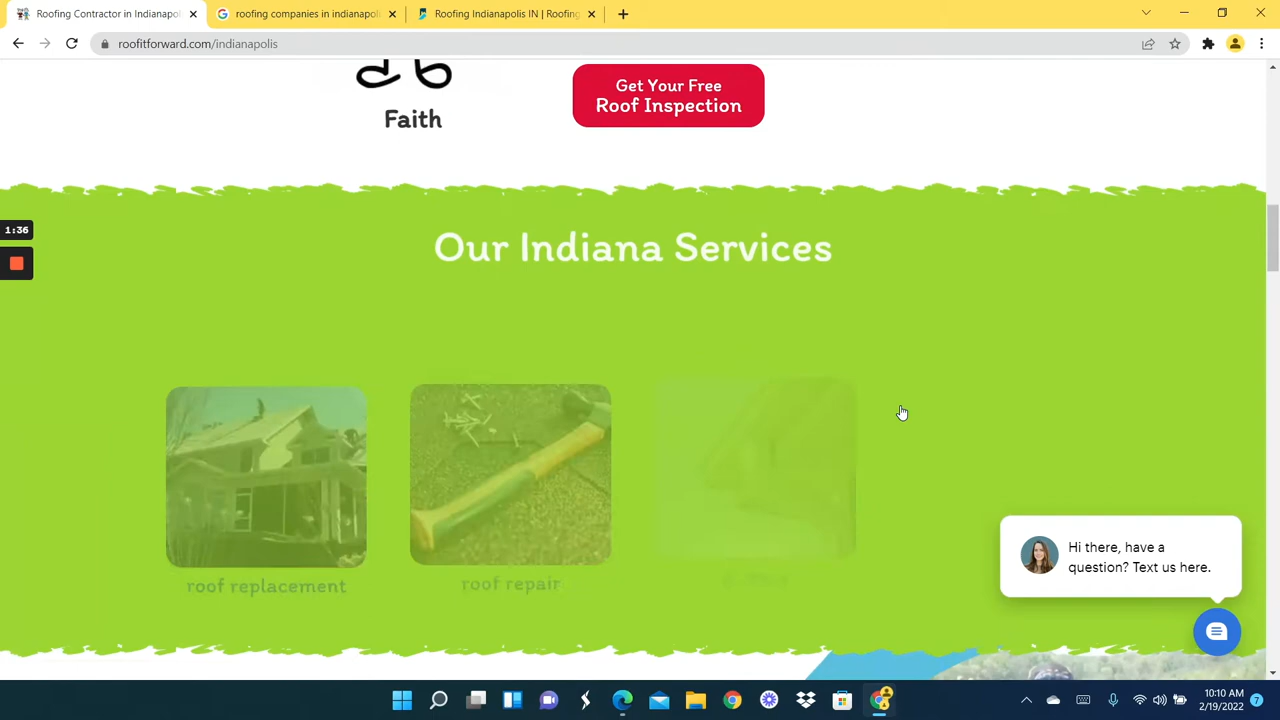 Roofing Contractor in Indianapol
roofing companies in indianapoli
Roofing Indianapolis IN | Roofing
roofitforward.com/indianapolis
Faith
Get Your Free
Roof Inspection
1:36
Our Indiana Services
roof replacement
roof repair
Hi there, have a
question? Text us here.
10:10 AM
2/19/2022
7